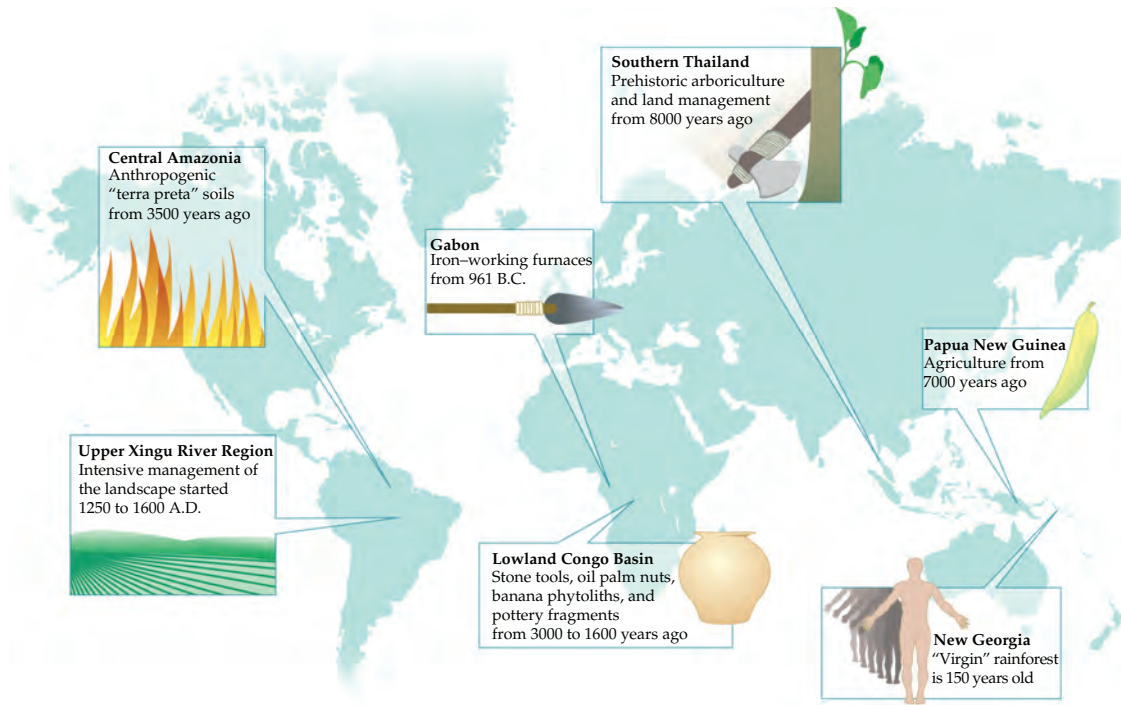 Southern Thailand
Prehistoric arboriculture
and land management
from 8000 years ago
Central Amazonia
Anthropogenic
“terra preta” soils
from 3500 years ago
Gabon
Iron–working furnaces
from 961 B.C.
Papua New Guinea
Agriculture from
7000 years ago
Upper Xingu River Region
Intensive management of
the landscape started
1250 to 1600 A.D.
Lowland Congo Basin
Stone tools, oil palm nuts,
banana phytoliths, and
pottery fragments
from 3000 to 1600 years ago
New Georgia
“Virgin” rainforest
is 150 years old